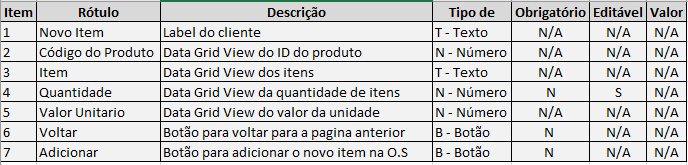 Item Rótulo Descrição Tipo de Obrigatório Editável Valor
1 Novo Item Label do cliente T - Texto N/A N/A N/A
2 Código do Produto Data Grid View do ID do produto N - Número N/A N/A N/A
3 Item Data Grid View dos itens T - Texto N/A N/A N/A
4 Quantidade Data Grid View da quantidade de itens N - Número N S N/A
5 Valor Unitario Data Grid View do valor da unidade N - Número N/A N/A N/A
6 Voltar Botão para voltar para a pagina anterior B - Botão N N/A N/A
7 Adicionar Botão para adicionar o novo item na O.S B - Botão N N/A N/A